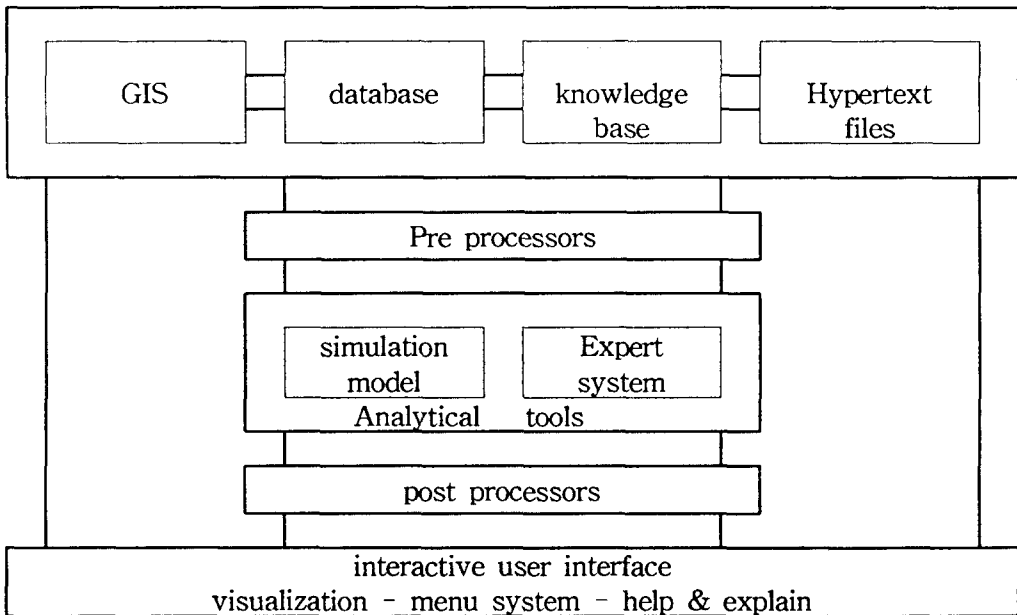 GIS
database
knowledge
base
Hypertext
files
Pre processors
simulation
model
Expert
system
Analytical tools
post processors
interactive user interface
visualization - menu system - help & explain